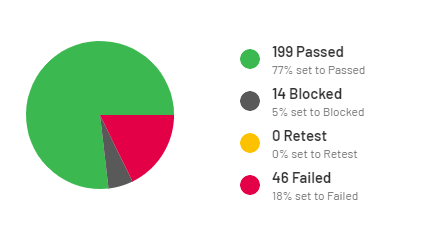 199 Passed
77% set to Passed
14 Blocked
5% set to Blocked
0 Retest
0% set to Retest
46 Failed
18% set to Failed